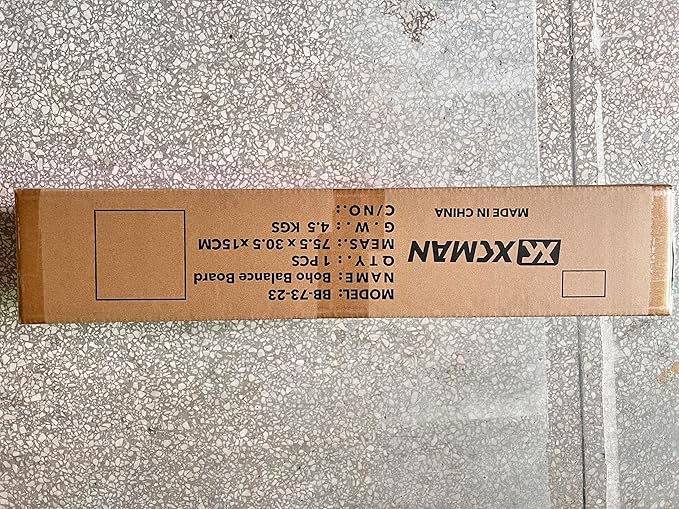 XCMAN
MADE IN CHINA
MODEL: BB-73-23
NAME: Boho Balance Board
QTY.: 1 PCS
MEAS.: 75.5 x 30.5 x 15CM
G.W.: 4.5 KGS
C/NO.: